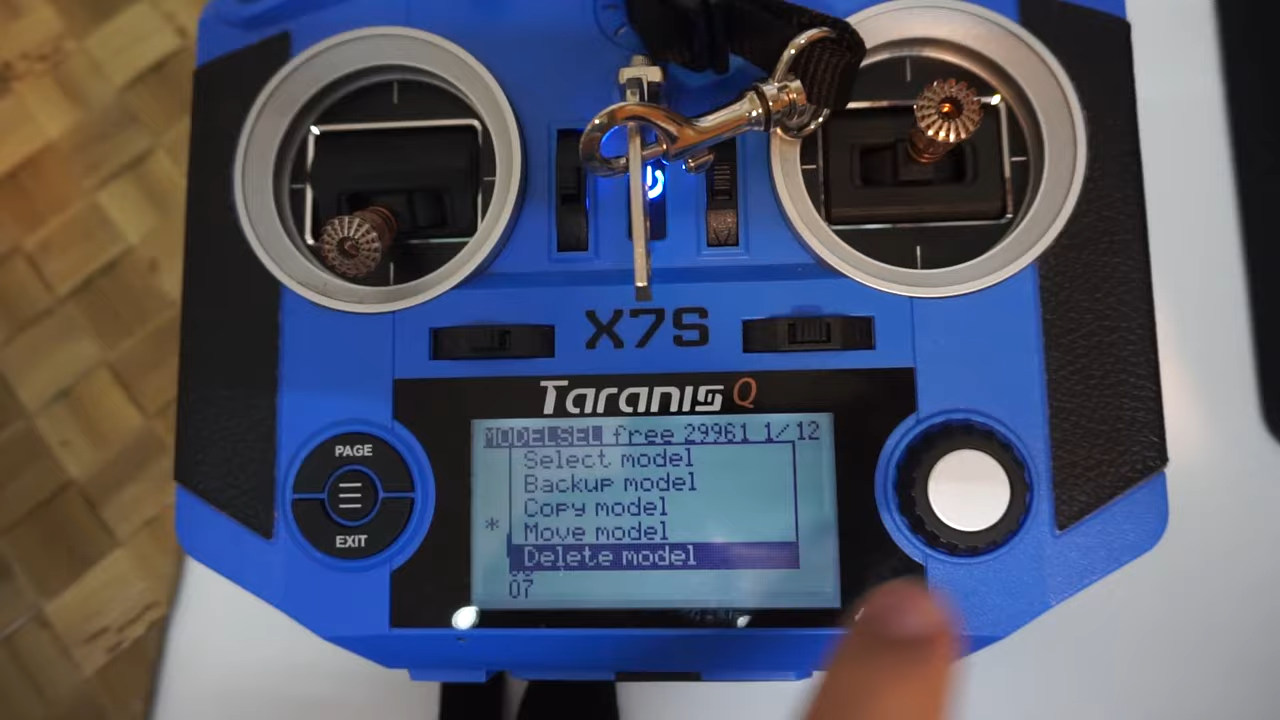 X7S
Taranis Q
PAGE
EXIT
MODELSEL free 29961 1/12
Select model
Backup model
Copy model
* Move model
Delete model
07